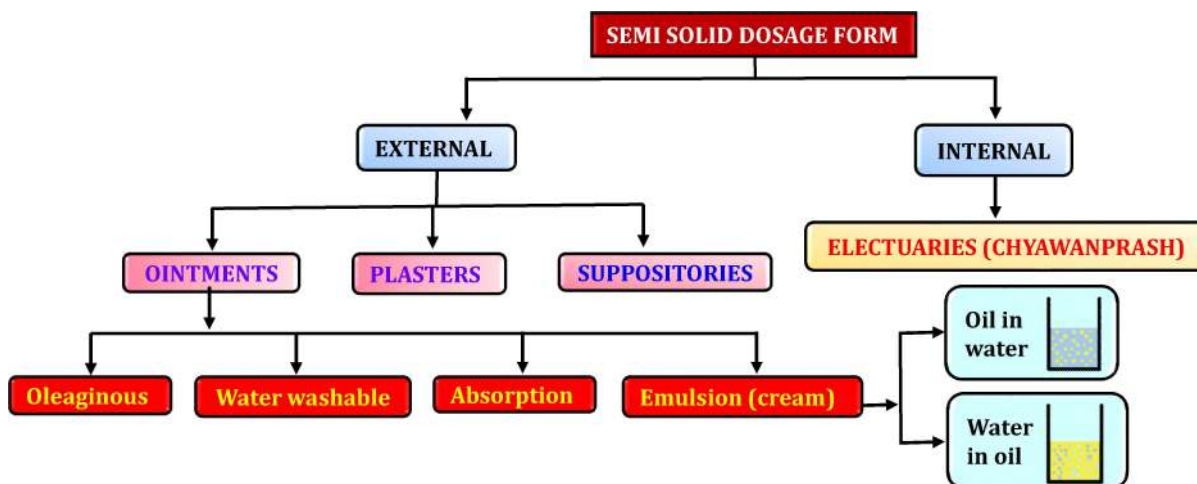 SEMI SOLID DOSAGE FORM
EXTERNAL
INTERNAL
OINTMENTS
PLASTERS
SUPPOSITORIES
ELECTUARIES (CHYAWANPRASH)
Oleaginous
Water washable
Absorption
Emulsion (cream)
Oil in
water
Water
in oil